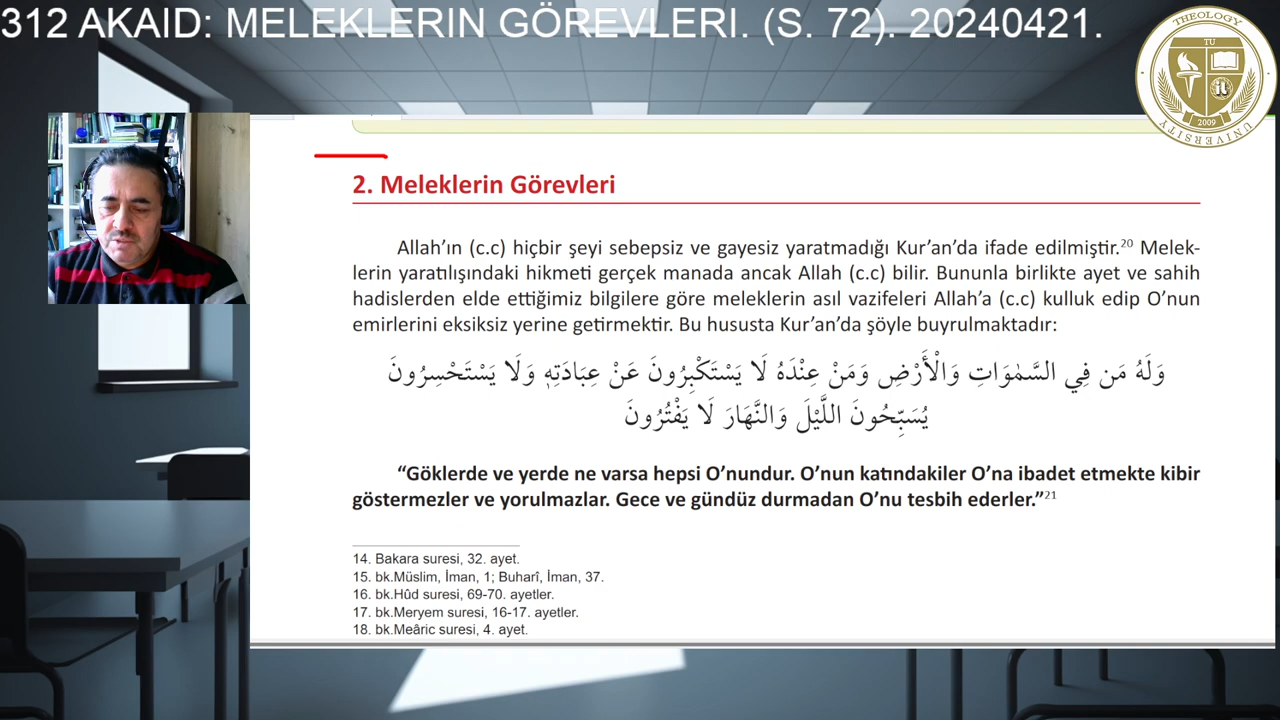 312 AKAID: MELEKLERIN GÖREVLERI. (S. 72). 20240421.
THEOLOGY
TU
2009
UNIVERSITY
2. Meleklerin Görevleri
Allah’ın (c.c) hiçbir şeyi sebepsiz ve gayesiz yaratmadığı Kur’an’da ifade edilmiştir.20 Melek-
lerin yaratılışındaki hikmeti gerçek manada ancak Allah (c.c) bilir. Bununla birlikte ayet ve sahih
hadislerden elde ettiğimiz bilgilere göre meleklerin asıl vazifeleri Allah’a (c.c) kulluk edip O’nun
emirlerini eksiksiz yerine getirmektir. Bu hususta Kur’an’da şöyle buyrulmaktadır:
وَلَهُ مَن فِي السَّمٰوَاتِ وَالْأَرْضِ وَمَنْ عِنْدَهُ لَا يَسْتَكْبِرُونَ عَنْ عِبَادَتِهِ وَلَا يَسْتَحْسِرُونَ
يُسَبِّحُونَ اللَّيْلَ وَالنَّهَارَ لَا يَفْتُرُونَ
“Göklerde ve yerde ne varsa hepsi O’nundur. O’nun katındakiler O’na ibadet etmekte kibir
göstermezler ve yorulmazlar. Gece ve gündüz durmadan O’nu tesbih ederler.”21
14. Bakara suresi, 32. ayet.
15. bk.Müslim, İman, 1; Buharî, İman, 37.
16. bk.Hûd suresi, 69-70. ayetler.
17. bk.Meryem suresi, 16-17. ayetler.
18. bk.Meâric suresi, 4. ayet.